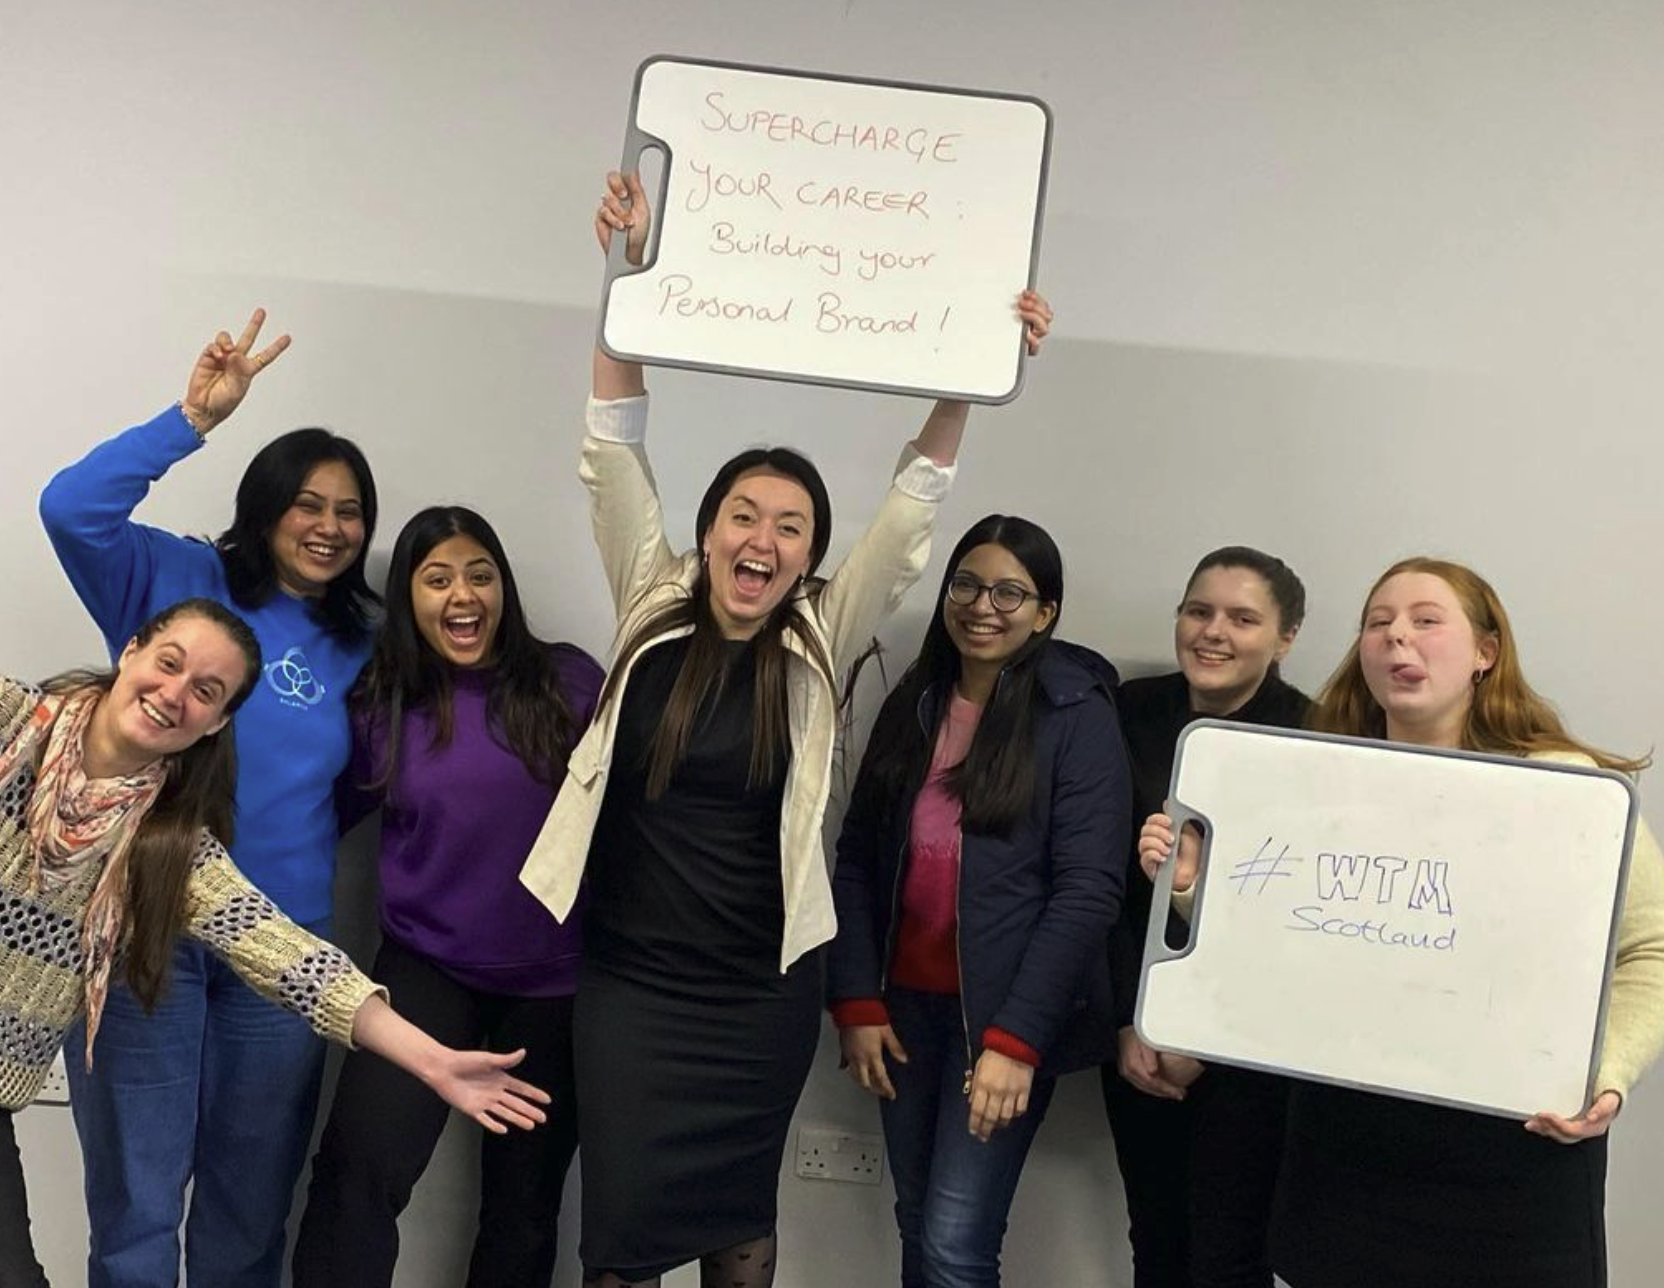 SUPERCHARGE
YOUR CAREER :
Building your
Personal Brand !
# WTM
Scotland